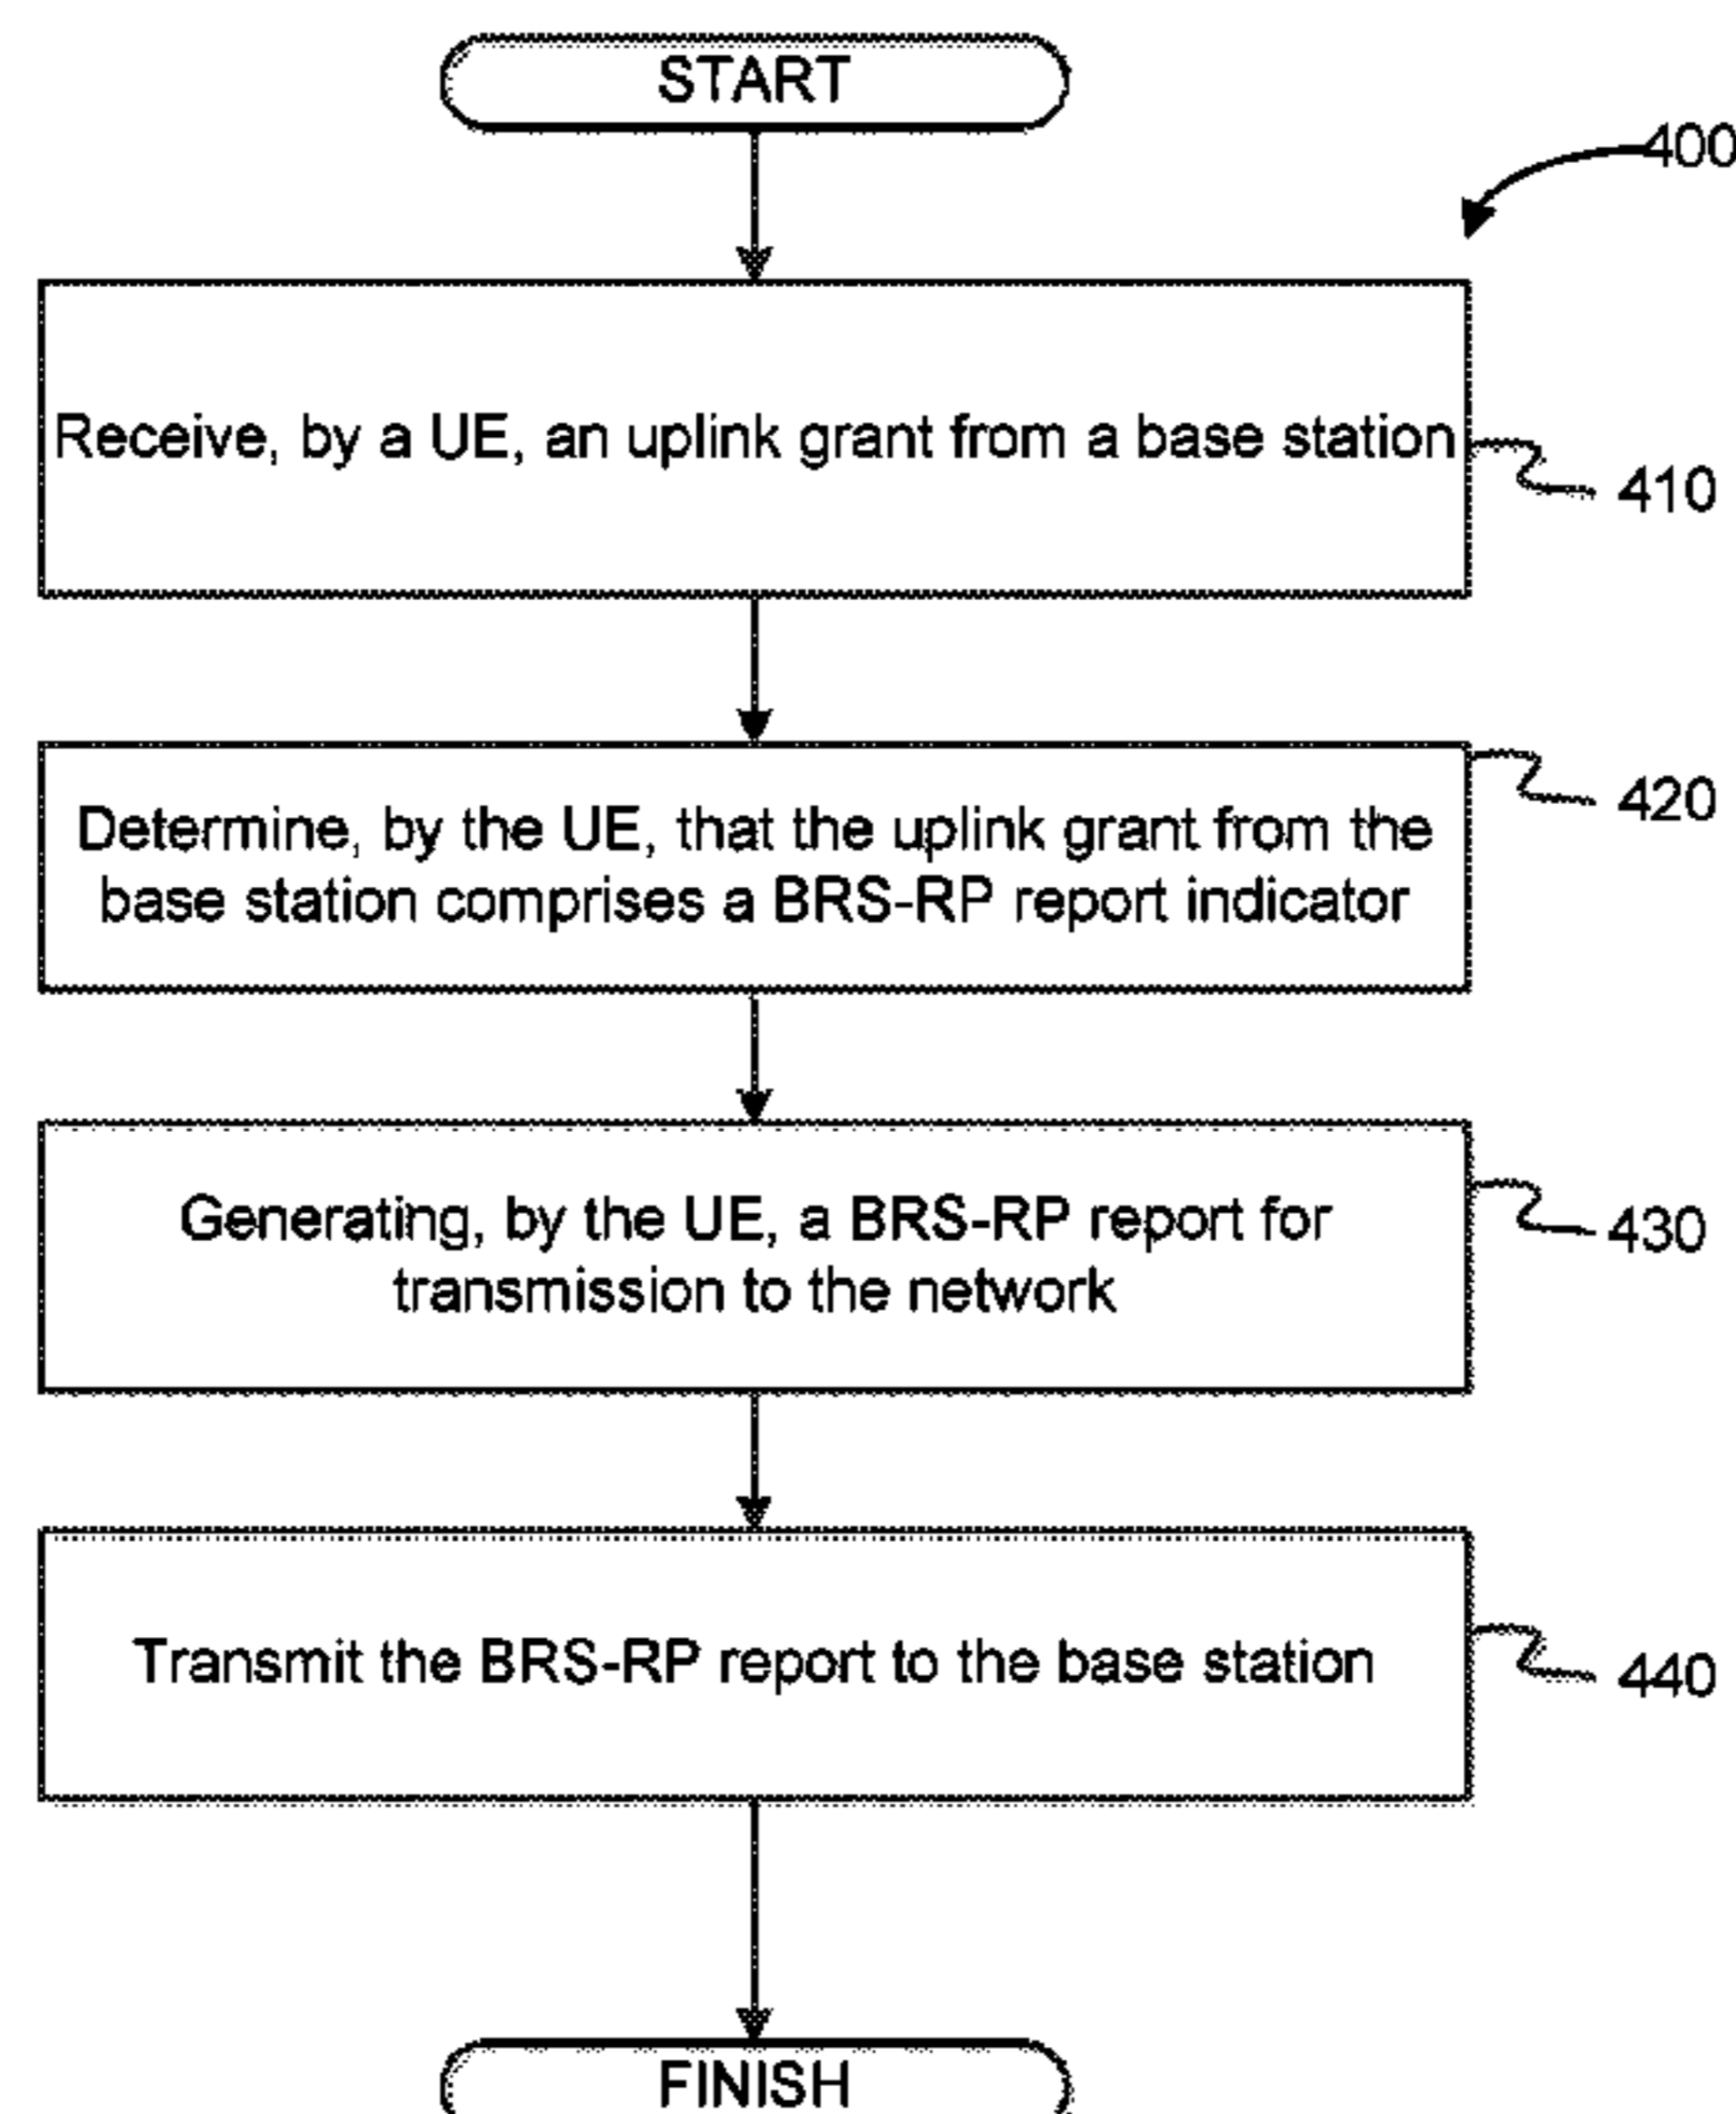 START
400
Receive, by a UE, an uplink grant from a base station
410
Determine, by the UE, that the uplink grant from the
base station comprises a BRS-RP report indicator
420
Generating, by the UE, a BRS-RP report for
transmission to the network
430
Transmit the BRS-RP report to the base station
440
FINISH